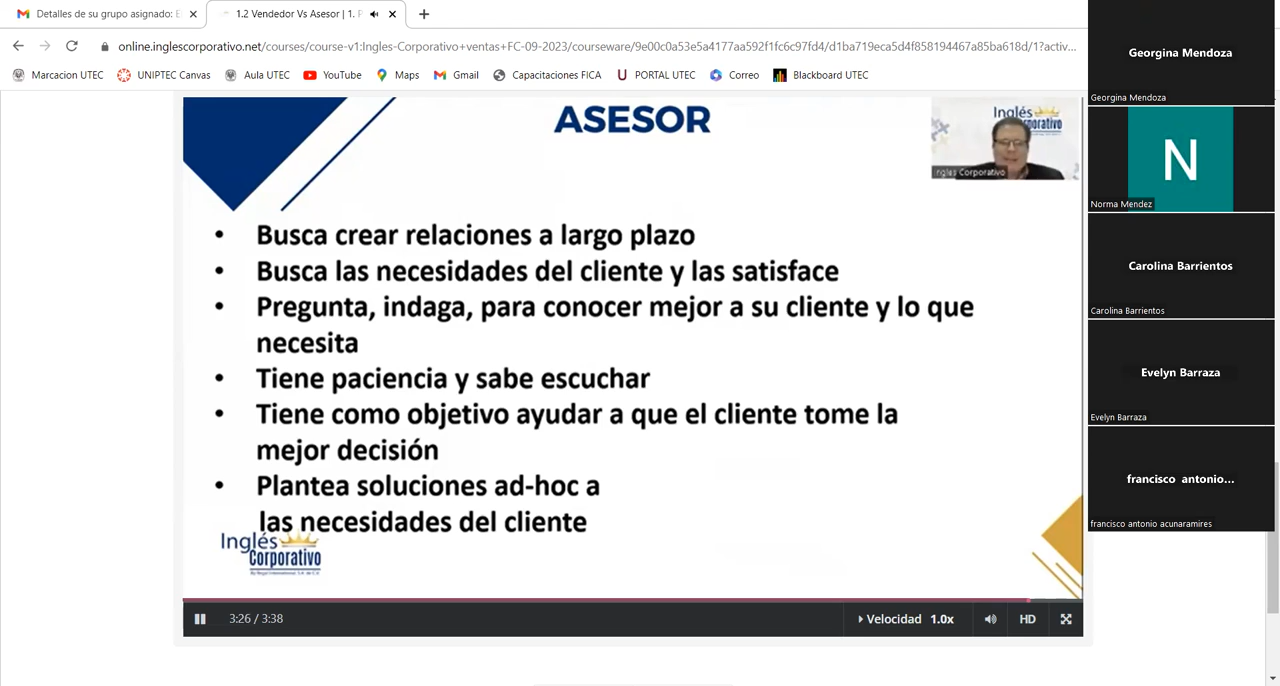 Detalles de su grupo asignado: E
1.2 Vendedor Vs Asesor | 1. P
online.inglescorporativo.net/courses/course-v1:Ingles-Corporativo+ventas+FC-09-2023/courseware/9e00c0a53e5a4177aa592f1fc6c97fd4/d1ba719eca5d4f858194467a85ba618d/1?activ...
Marcacion UTEC
UNIPTEC Canvas
Aula UTEC
YouTube
Maps
Gmail
Capacitaciones FICA
PORTAL UTEC
Correo
Blackboard UTEC
ASESOR
Inglés
Corporativo
Ingles Corporativo
• Busca crear relaciones a largo plazo
• Busca las necesidades del cliente y las satisface
• Pregunta, indaga, para conocer mejor a su cliente y lo que
necesita
• Tiene paciencia y sabe escuchar
• Tiene como objetivo ayudar a que el cliente tome la
mejor decisión
• Plantea soluciones ad-hoc a
las necesidades del cliente
Inglés
Corporativo
3:26 / 3:38
Velocidad 1.0x
HD
Georgina Mendoza
Georgina Mendoza
N
Norma Mendez
Carolina Barrientos
Carolina Barrientos
Evelyn Barraza
Evelyn Barraza
francisco antonio...
francisco antonio acunaramires